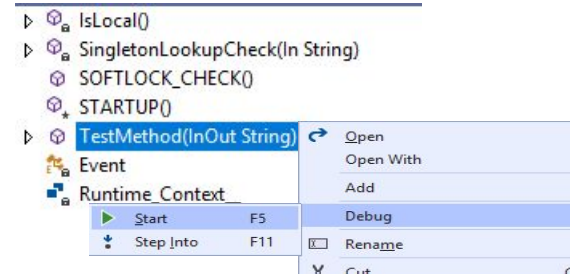 IsLocal()
SingletonLookupCheck(In String)
SOFTLOCK_CHECK()
STARTUP()
TestMethod(InOut String)
Open
Event
Open With
Runtime_Context__
Add
Start F5
Debug
Step Into F11
Rename
Cut